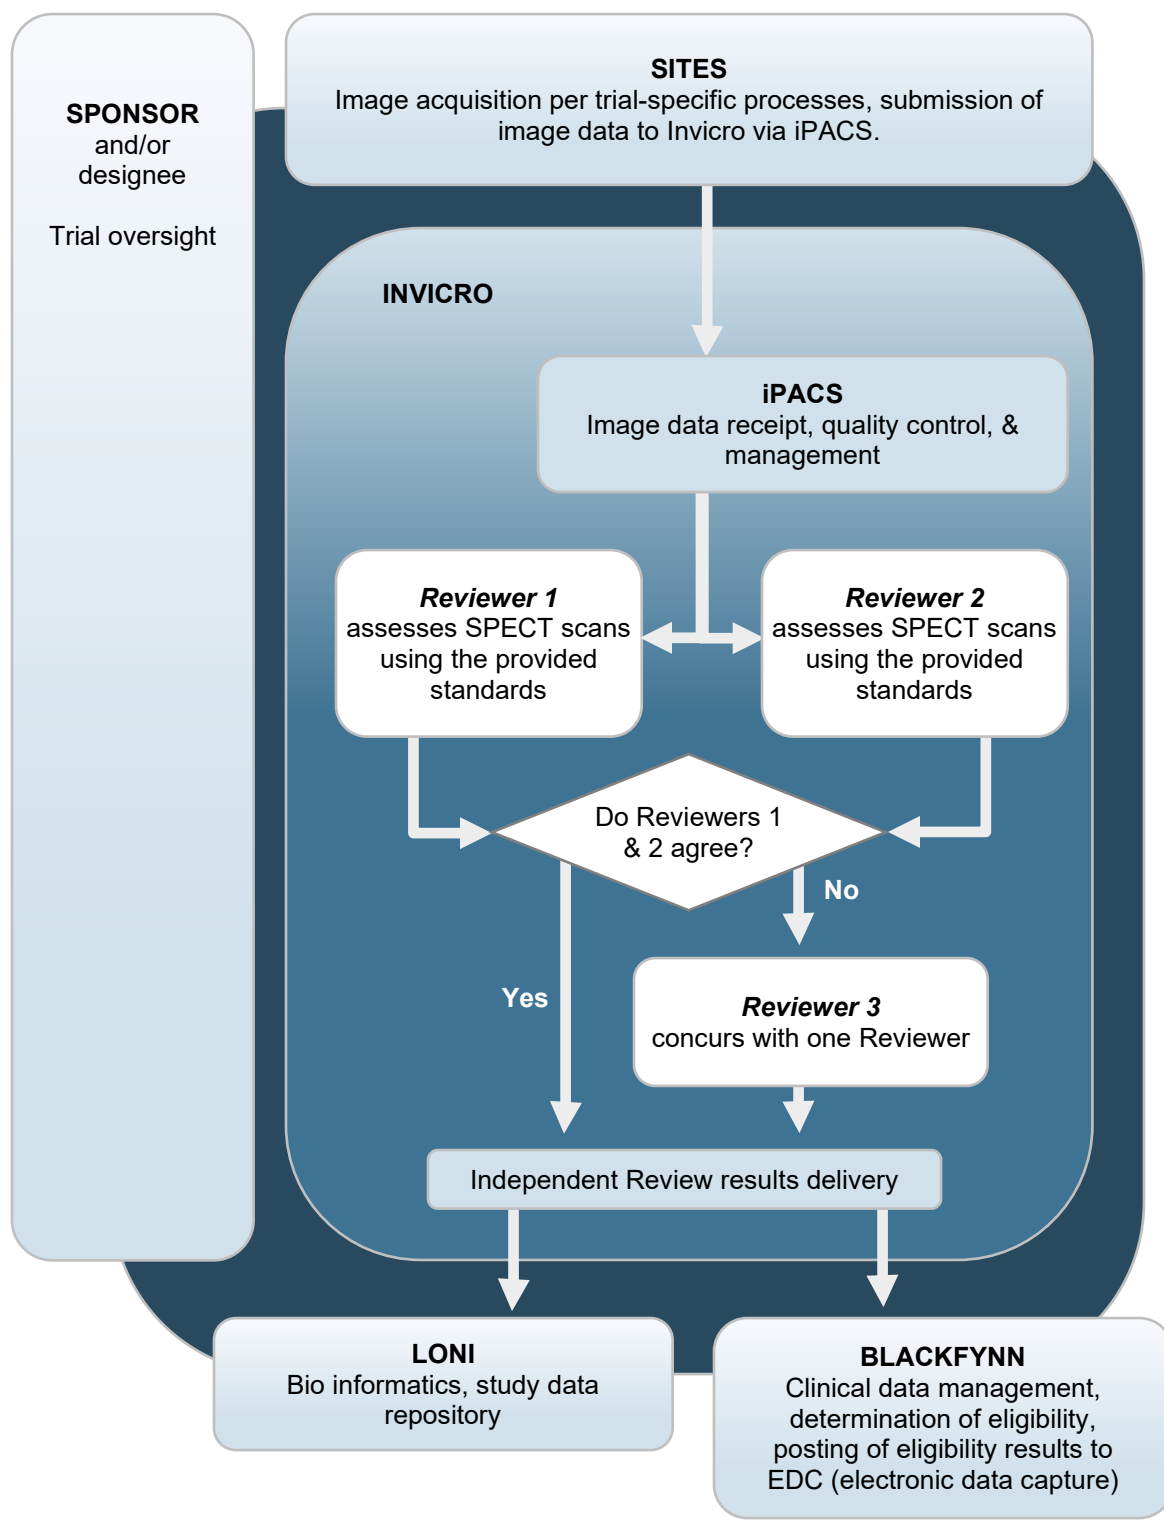 SPONSOR
and/or
designee
Trial oversight
SITES
Image acquisition per trial-specific processes, submission of
image data to Invicro via iPACS.
INVICRO
iPACS
Image data receipt, quality control, &
management
Reviewer 1
assesses SPECT scans
using the provided
standards
Reviewer 2
assesses SPECT scans
using the provided
standards
Do Reviewers 1
& 2 agree?
No
Yes
Reviewer 3
concurs with one Reviewer
Independent Review results delivery
LONI
Bio informatics, study data
repository
BLACKFYNN
Clinical data management,
determination of eligibility,
posting of eligibility results to
EDC (electronic data capture)